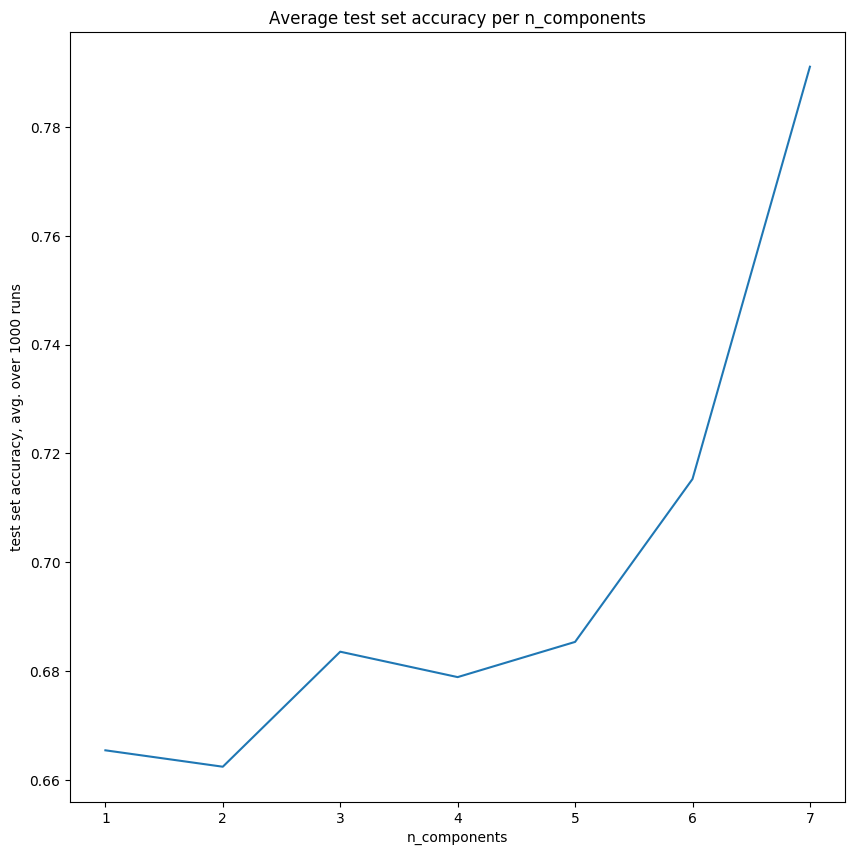 Average test set accuracy per n_components
test set accuracy, avg. over 1000 runs
0.78
0.76
0.74
0.72
0.70
0.68
0.66
1 2 3 4 5 6 7
n_components